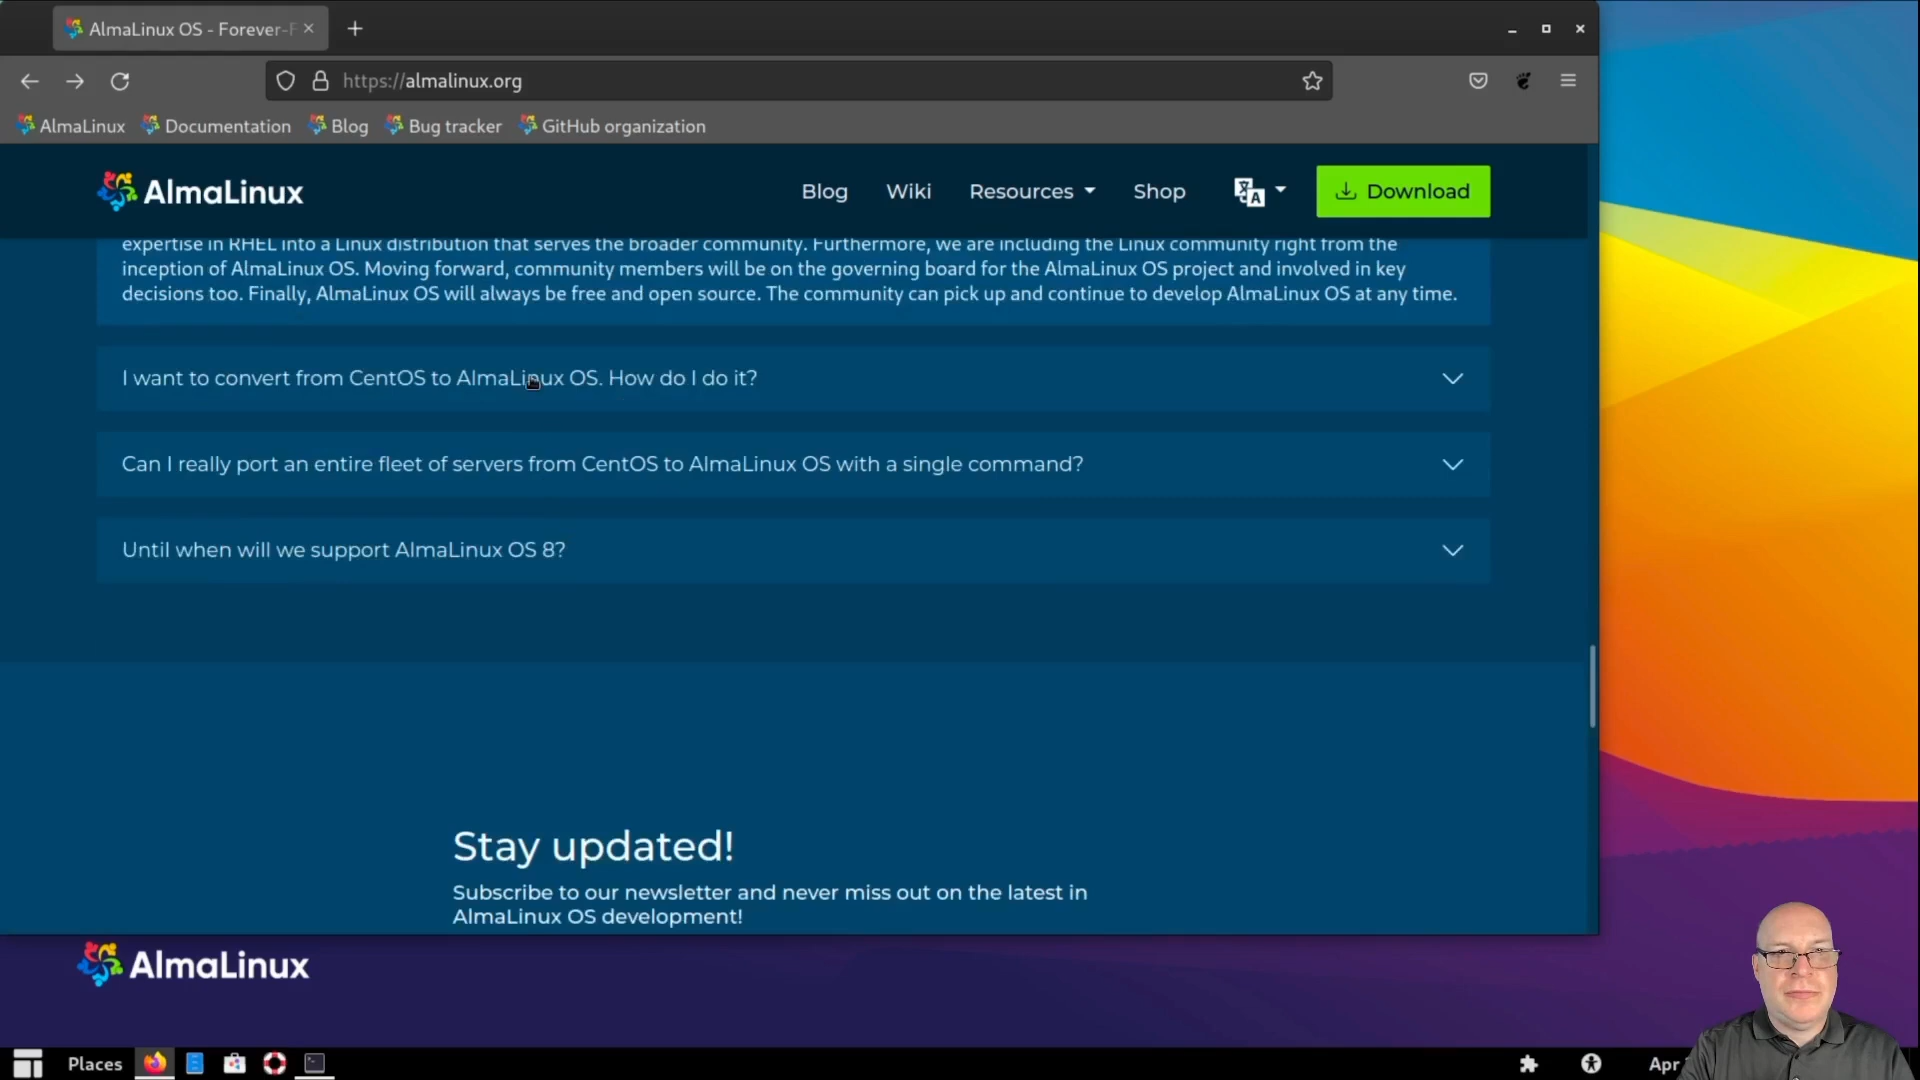 AlmaLinux OS - Forever-F
https://almalinux.org
AlmaLinux Documentation Blog Bug tracker GitHub organization
AlmaLinux Blog Wiki Resources Shop Download
expertise in RHEL into a Linux distribution that serves the broader community. Furthermore, we are including the Linux community right from the
inception of AlmaLinux OS. Moving forward, community members will be on the governing board for the AlmaLinux OS project and involved in key
decisions too. Finally, AlmaLinux OS will always be free and open source. The community can pick up and continue to develop AlmaLinux OS at any time.
I want to convert from CentOS to AlmaLinux OS. How do I do it?
Can I really port an entire fleet of servers from CentOS to AlmaLinux OS with a single command?
Until when will we support AlmaLinux OS 8?
Stay updated!
Subscribe to our newsletter and never miss out on the latest in
AlmaLinux OS development!
AlmaLinux
Places Apr